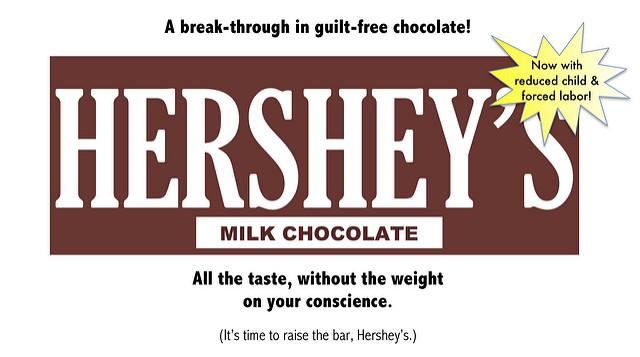 A break-through in guilt-free chocolate!
Now with
reduced child &
forced labor!
HERSHEY'S
MILK CHOCOLATE
All the taste, without the weight
on your conscience.
(It's time to raise the bar, Hershey's.)